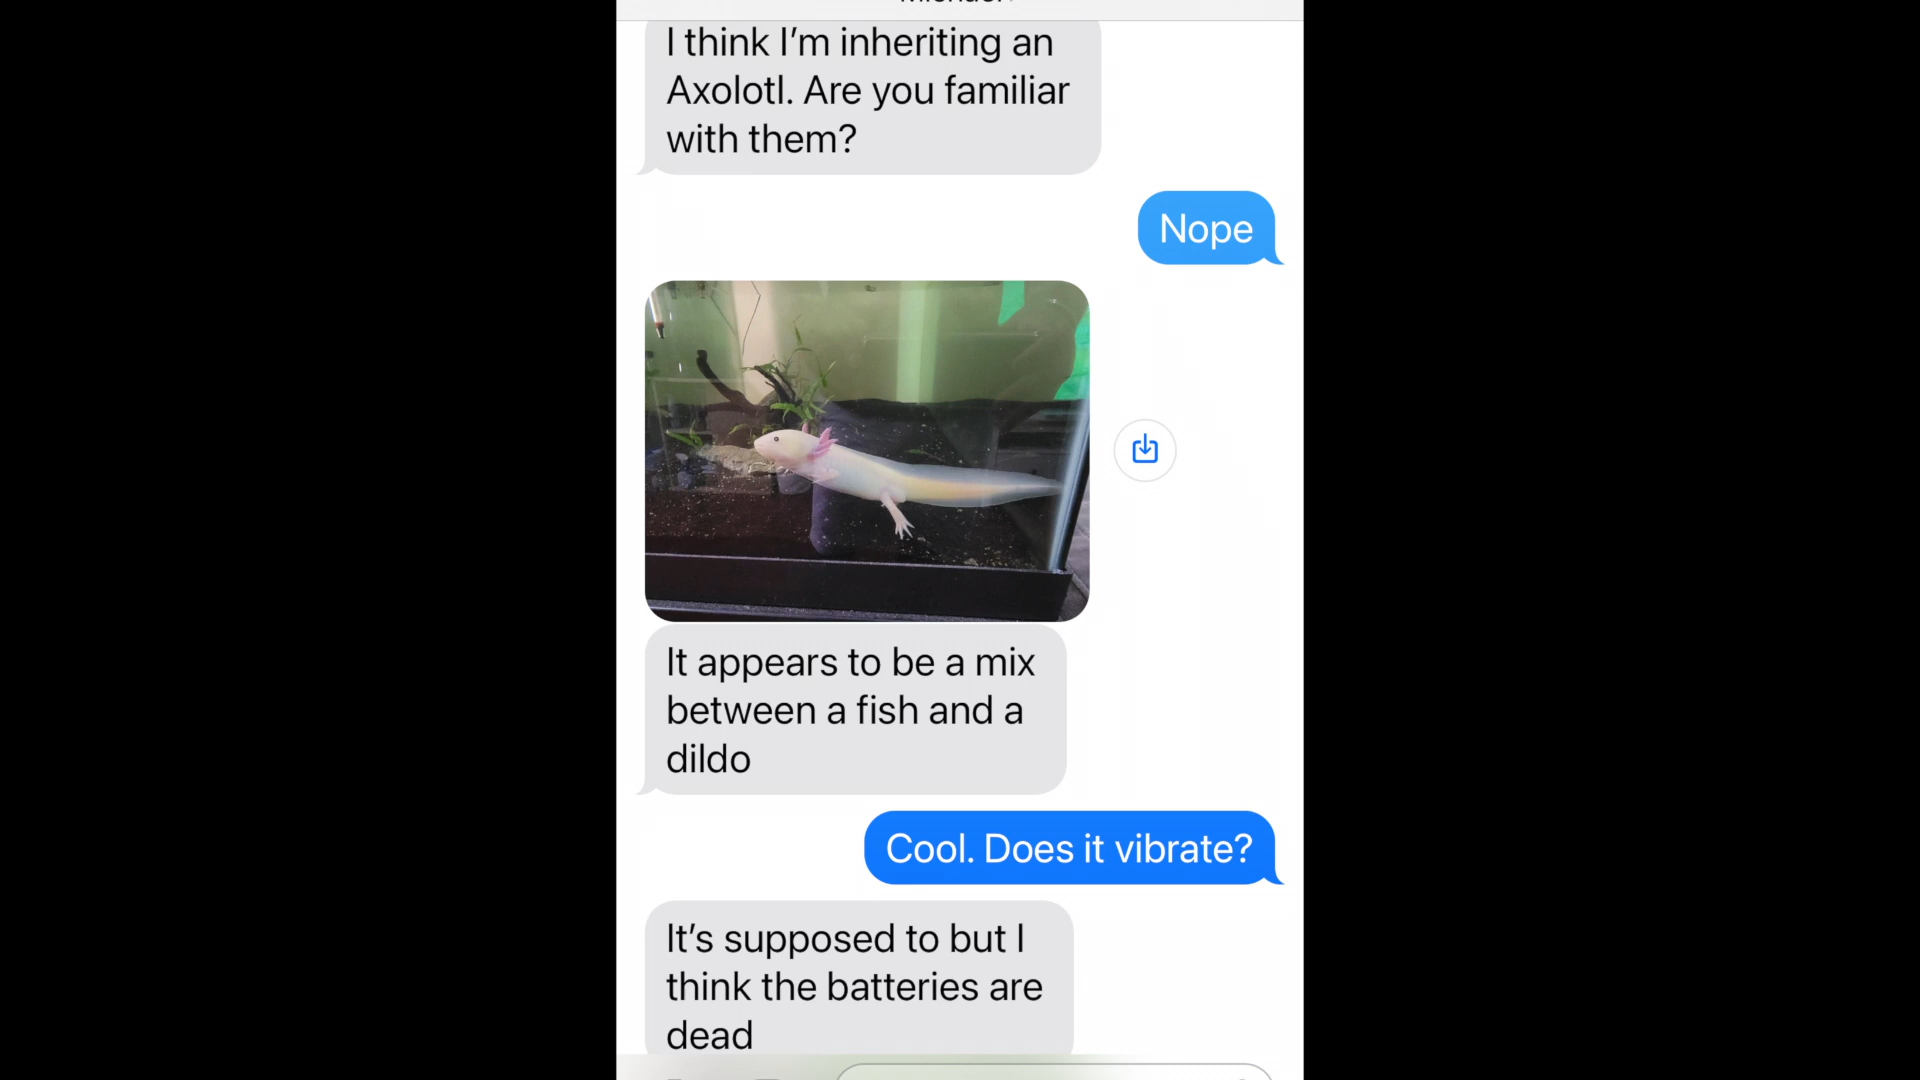 I think I’m inheriting an
Axolotl. Are you familiar
with them?
Nope
It appears to be a mix
between a fish and a
dildo
Cool. Does it vibrate?
It’s supposed to but I
think the batteries are
dead